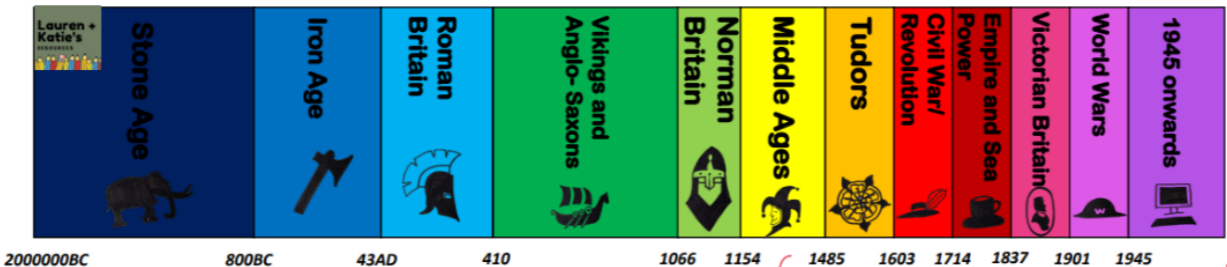 Lauren +
Katie's
RESOURCES
Stone Age
Iron Age
Roman
Britain
Vikings and
Anglo- Saxons
Norman
Britain
Middle Ages
Tudors
Civil War/
Revolution
Empire and Sea
Power
Victorian Britain
World Wars
W
1945 onwards
2000000BC
800BC
43AD
410
1066
1154
1485
1603
1714
1837
1901
1945